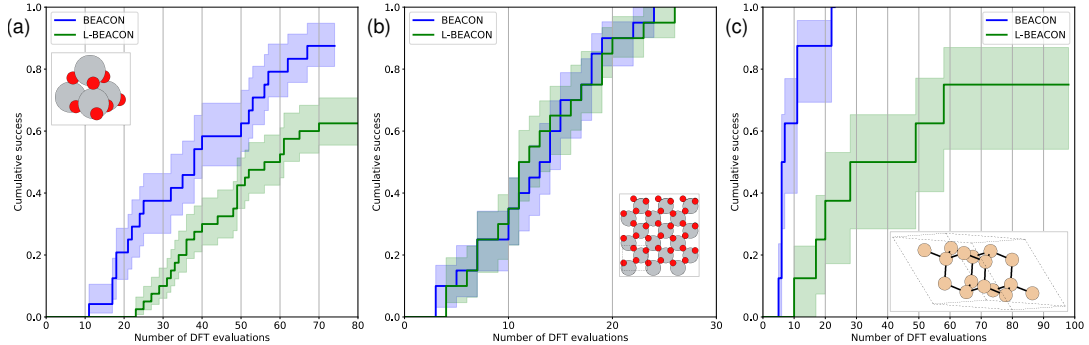 (a)
BEACON
L-BEACON
Cumulative success
1.0
0.8
0.6
0.4
0.2
0.0
0 10 20 30 40 50 60 70 80
Number of DFT evaluations
(b)
BEACON
L-BEACON
Cumulative success
1.0
0.8
0.6
0.4
0.2
0.0
0 10 20 30
Number of DFT evaluations
(c)
BEACON
L-BEACON
Cumulative success
1.0
0.8
0.6
0.4
0.2
0.0
0 10 20 30 40 50 60 70 80 90 100
Number of DFT evaluations